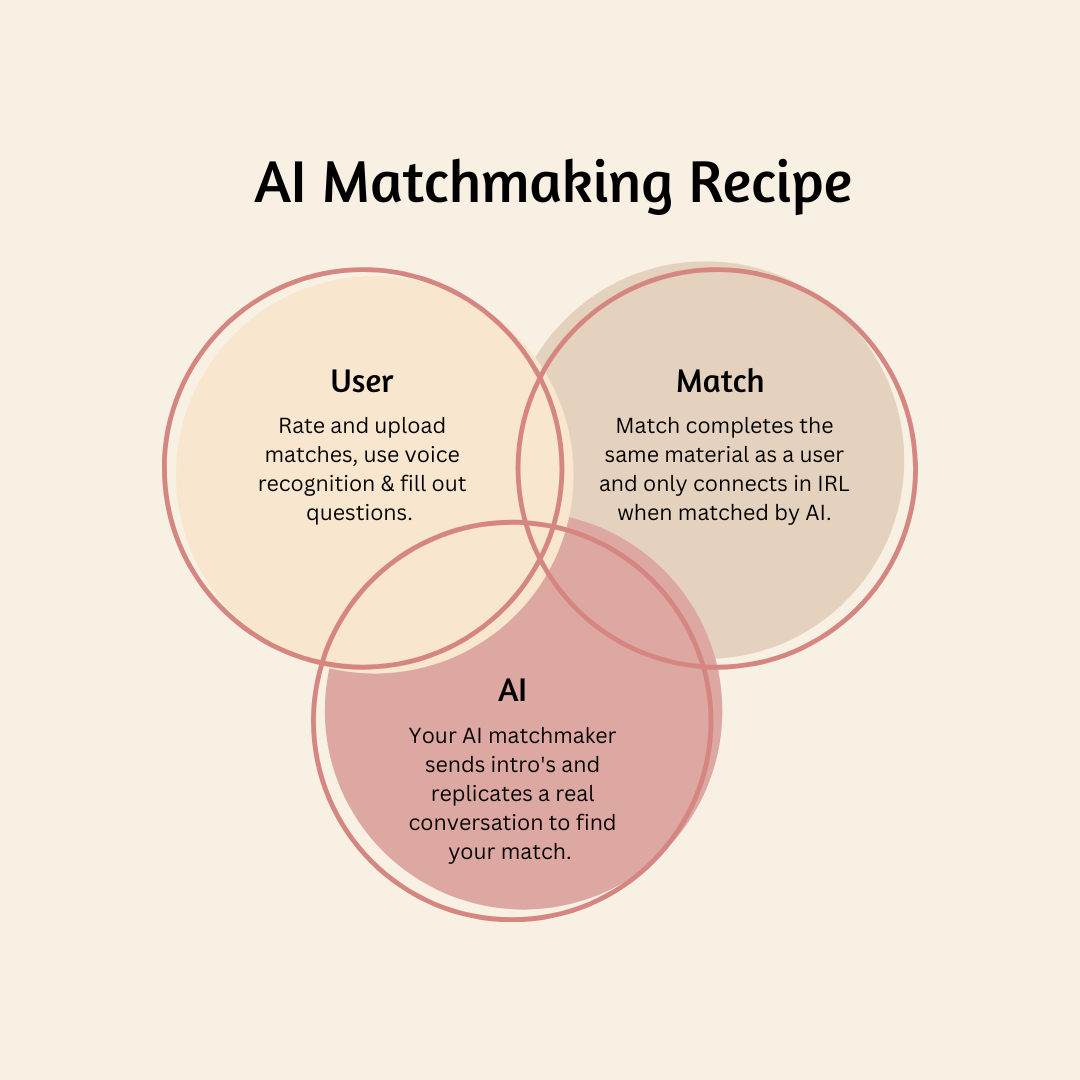 AI Matchmaking Recipe
User
Rate and upload
matches, use voice
recognition & fill out
questions.
Match
Match completes the
same material as a user
and only connects in IRL
when matched by AI.
AI
Your AI matchmaker
sends intro's and
replicates a real
conversation to find
your match.